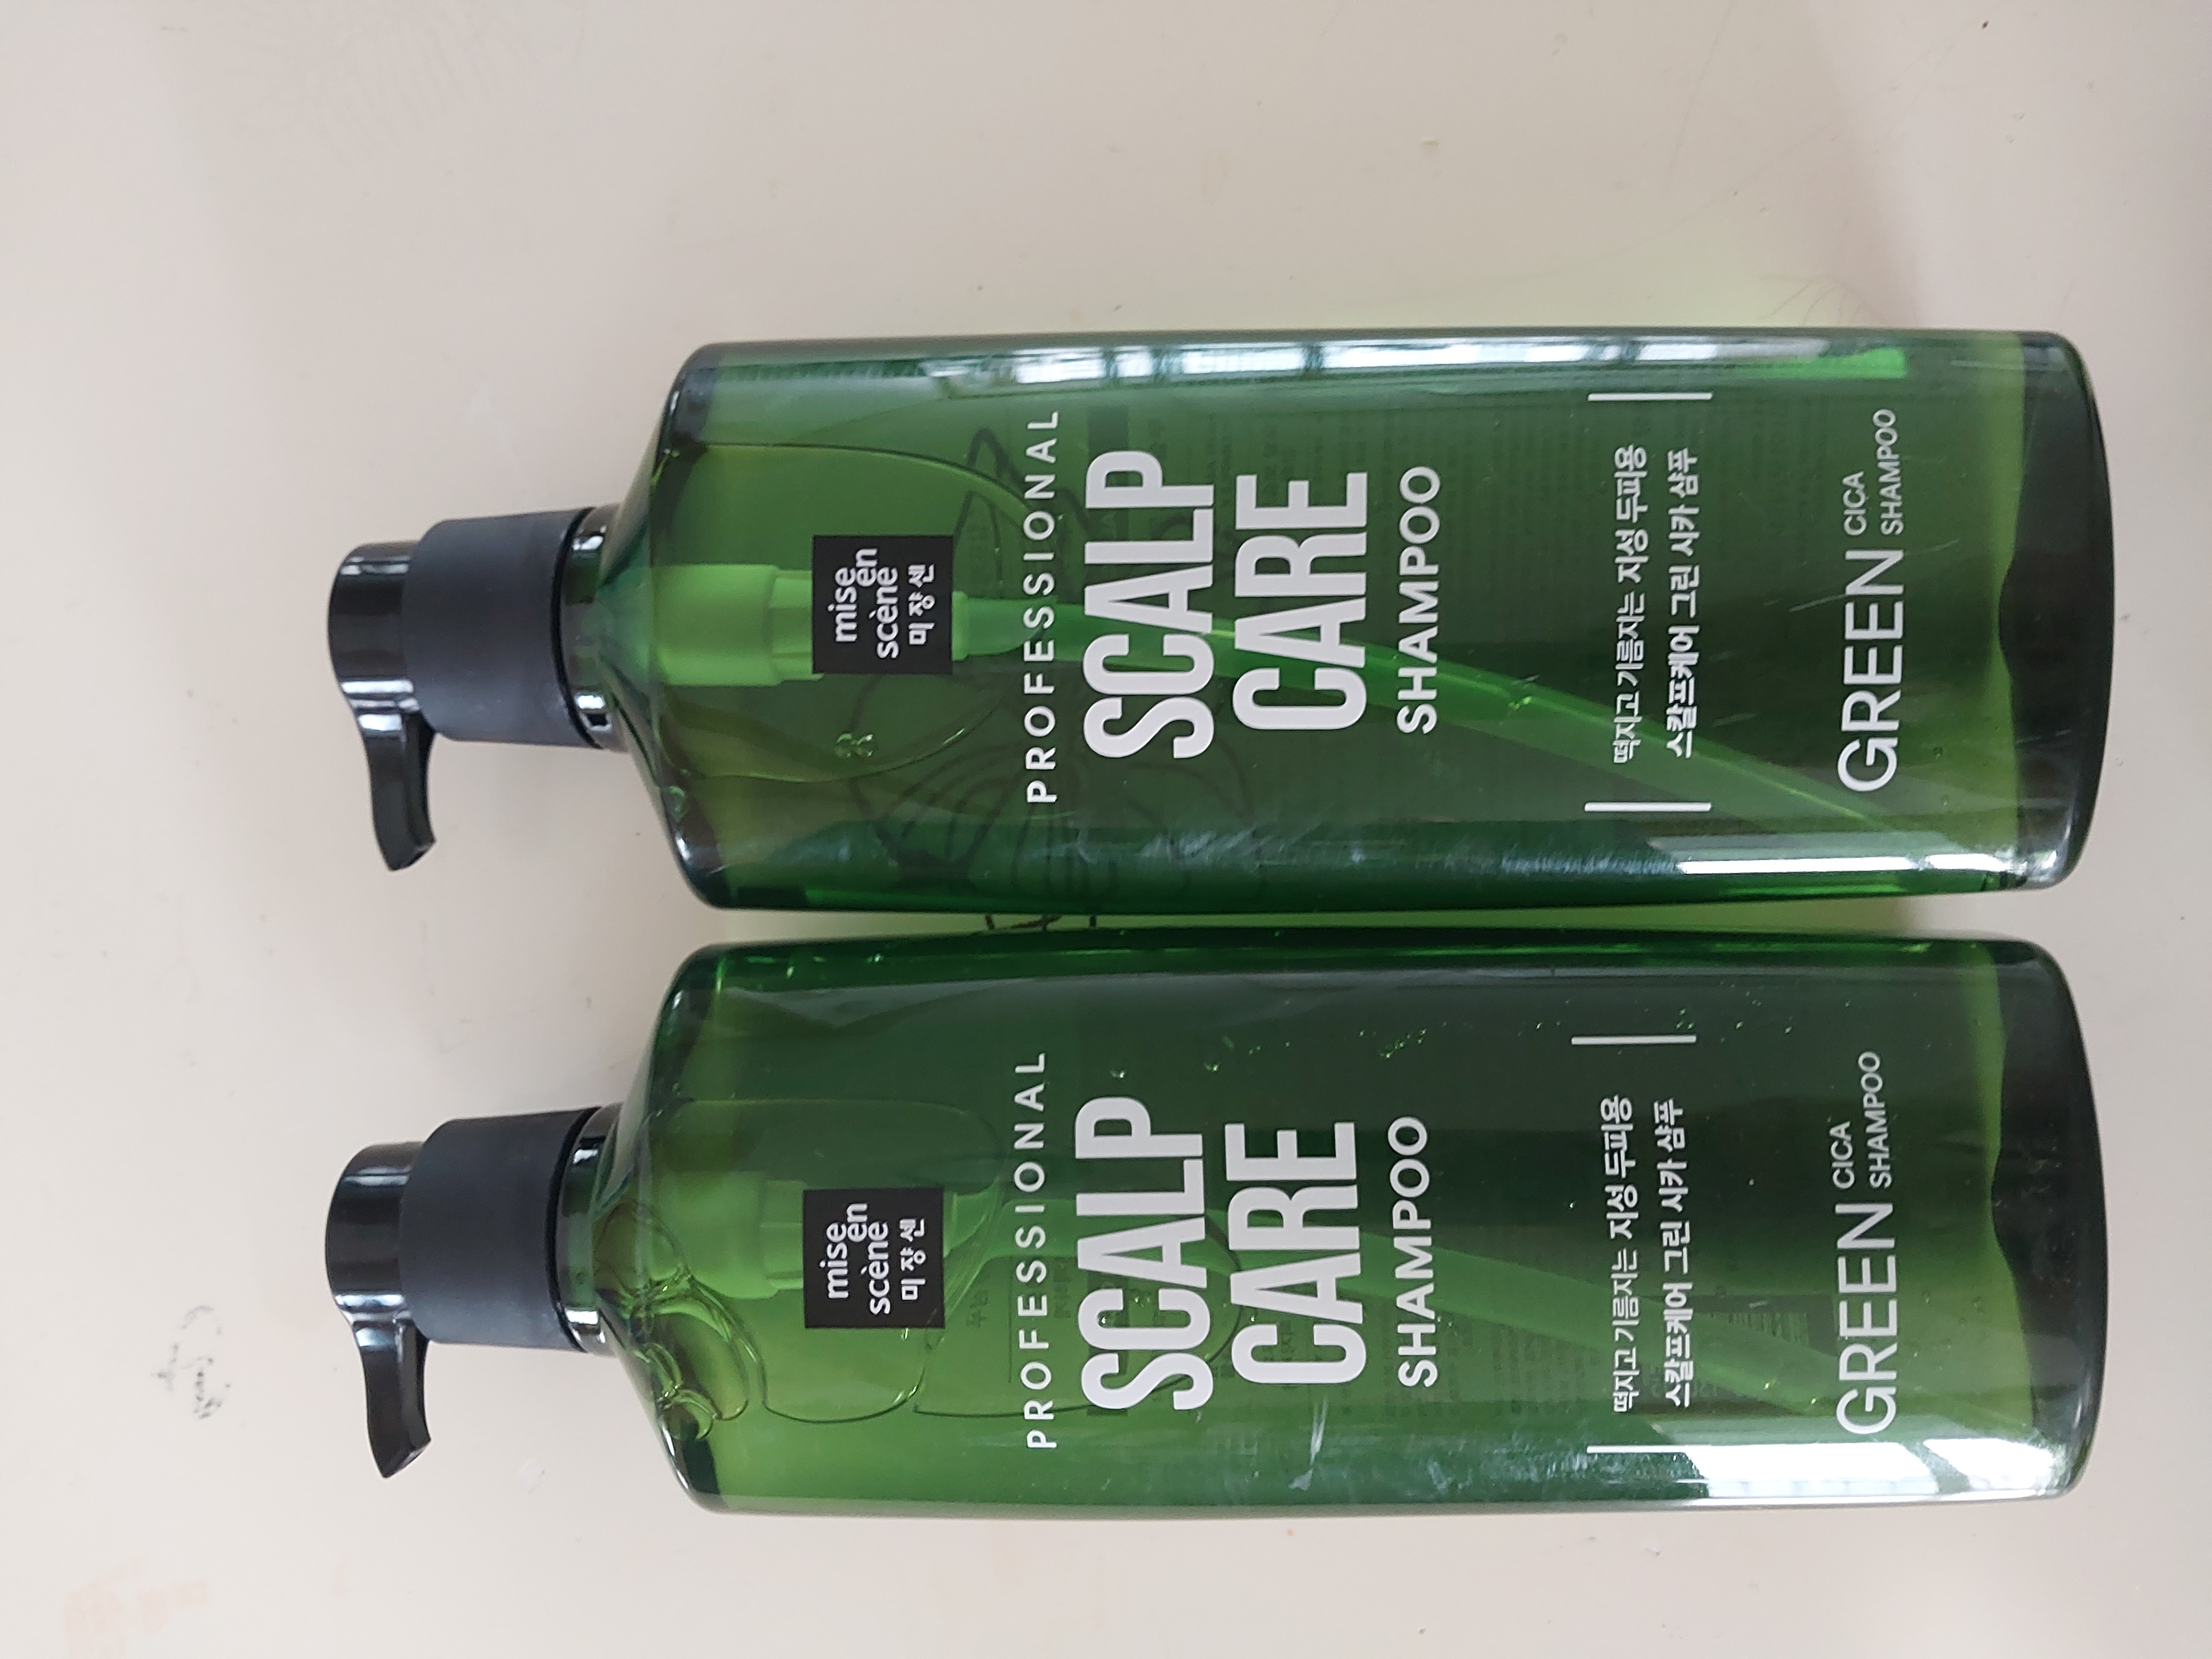 mise
en
scène
미쟝센
PROFESSIONAL
SCALP
CARE
SHAMPOO
떡지고 기름지는 지성 두피용
스칼프케어 그린 시카 샴푸
GREEN CICA
SHAMPOO
mise
en
scène
미쟝센
PROFESSIONAL
SCALP
CARE
SHAMPOO
떡지고 기름지는 지성 두피용
스칼프케어 그린 시카 샴푸
GREEN CICA
SHAMPOO